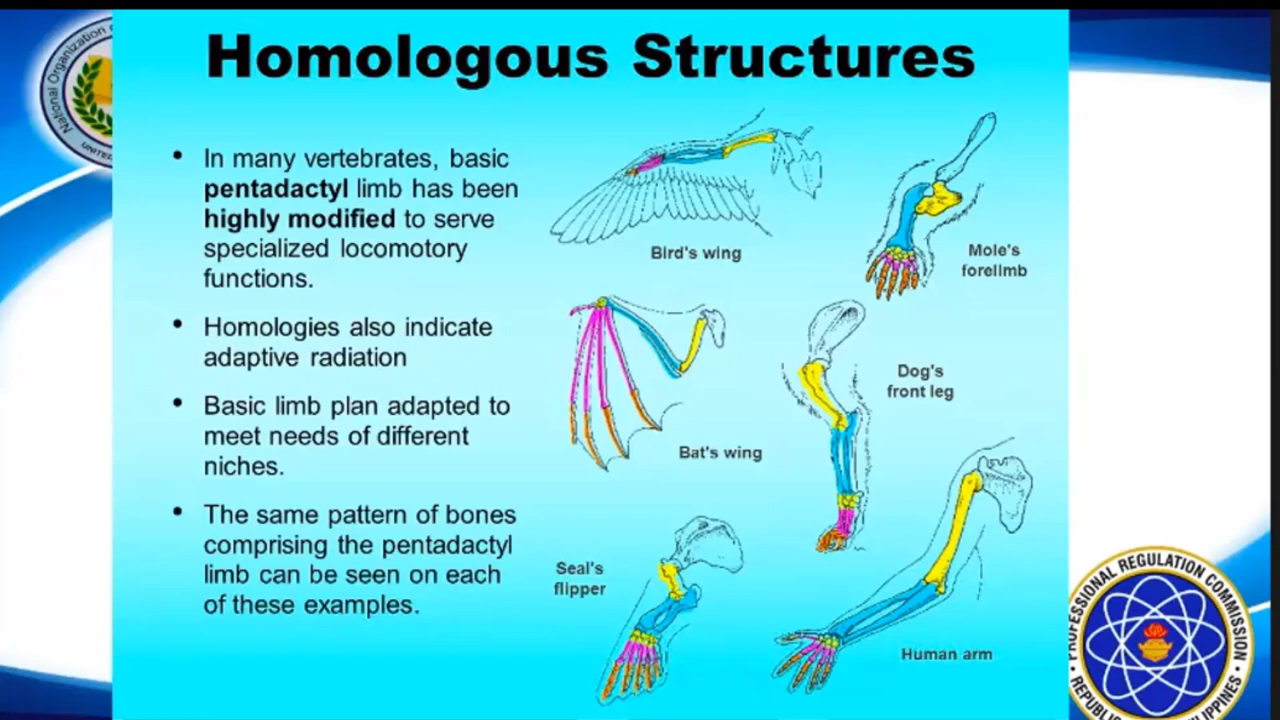 Homologous Structures
• In many vertebrates, basic
pentadactyl limb has been
highly modified to serve
specialized locomotory
functions.
• Homologies also indicate
adaptive radiation
• Basic limb plan adapted to
meet needs of different
niches.
• The same pattern of bones
comprising the pentadactyl
limb can be seen on each
of these examples.
Bird's wing
Mole's
forelimb
Dog's
front leg
Bat's wing
Seal's
flipper
Human arm
National Organization
UNITE
PROFESSIONAL REGULATION COMMISSION
REPUBL
IPPINES